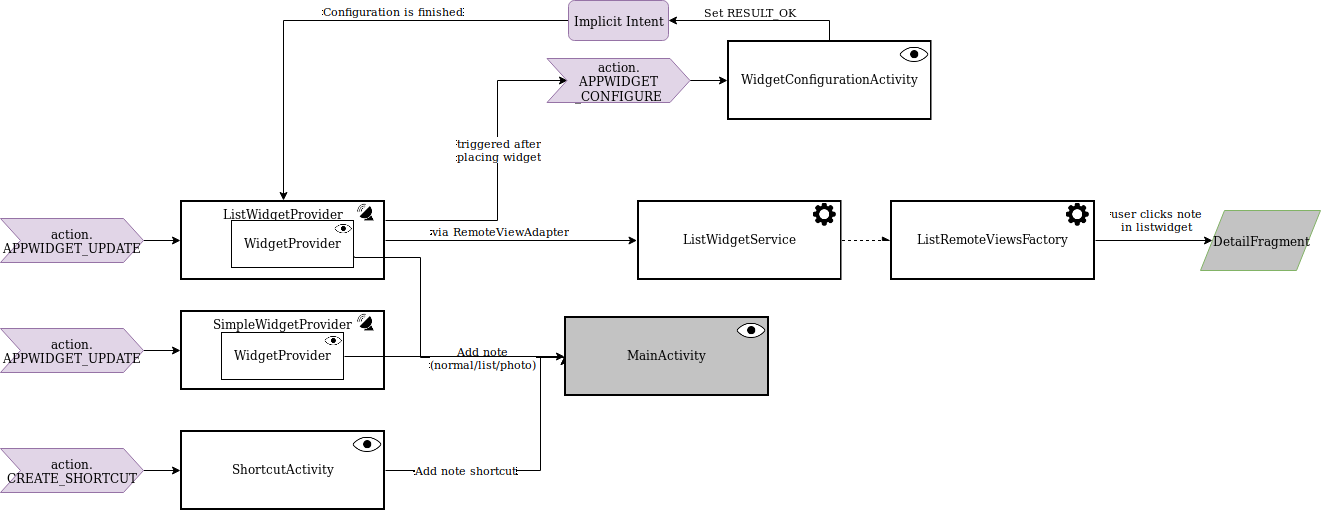 Configuration is finished
Implicit Intent
Set RESULT_OK
action.
APPWIDGET
_CONFIGURE
WidgetConfigurationActivity
triggered after
placing widget
action.
APPWIDGET_UPDATE
ListWidgetProvider
WidgetProvider
via RemoteViewAdapter
ListWidgetService
ListRemoteViewsFactory
user clicks note
in listwidget
DetailFragment
action.
APPWIDGET_UPDATE
SimpleWidgetProvider
WidgetProvider
Add note
(normal/list/photo)
MainActivity
action.
CREATE_SHORTCUT
ShortcutActivity
Add note shortcut